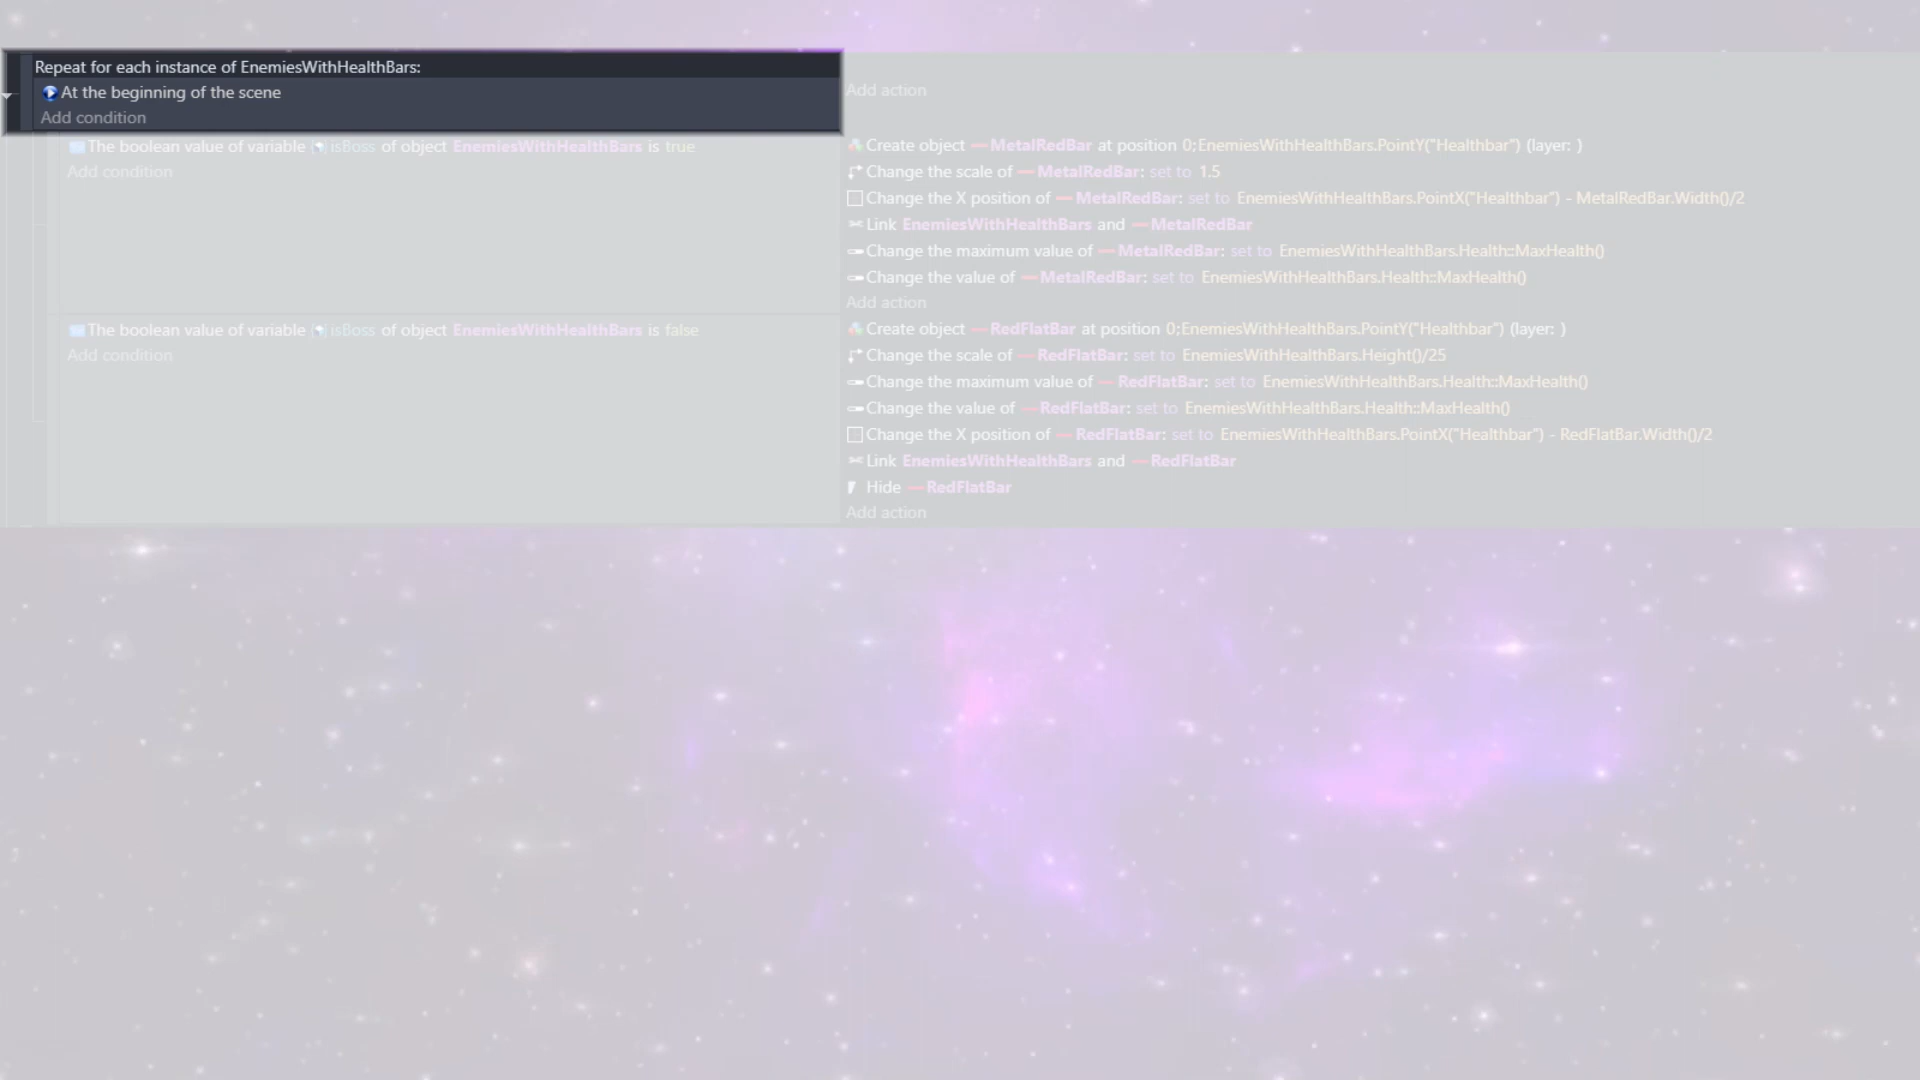 Repeat for each instance of EnemiesWithHealthBars:
At the beginning of the scene
Add condition
Add action
The boolean value of variable isBoss of object EnemiesWithHealthBars is true
Add condition
Create object MetalRedBar at position 0;EnemiesWithHealthBars.PointY("Healthbar") (layer: )
Change the scale of MetalRedBar: set to 1.5
Change the X position of MetalRedBar: set to EnemiesWithHealthBars.PointX("Healthbar") - MetalRedBar.Width()/2
Link EnemiesWithHealthBars and MetalRedBar
Change the maximum value of MetalRedBar: set to EnemiesWithHealthBars.Health::MaxHealth()
Change the value of MetalRedBar: set to EnemiesWithHealthBars.Health::MaxHealth()
Add action
The boolean value of variable isBoss of object EnemiesWithHealthBars is false
Add condition
Create object RedFlatBar at position 0;EnemiesWithHealthBars.PointY("Healthbar") (layer: )
Change the scale of RedFlatBar: set to EnemiesWithHealthBars.Height()/25
Change the maximum value of RedFlatBar: set to EnemiesWithHealthBars.Health::MaxHealth()
Change the value of RedFlatBar: set to EnemiesWithHealthBars.Health::MaxHealth()
Change the X position of RedFlatBar: set to EnemiesWithHealthBars.PointX("Healthbar") - RedFlatBar.Width()/2
Link EnemiesWithHealthBars and RedFlatBar
Hide RedFlatBar
Add action